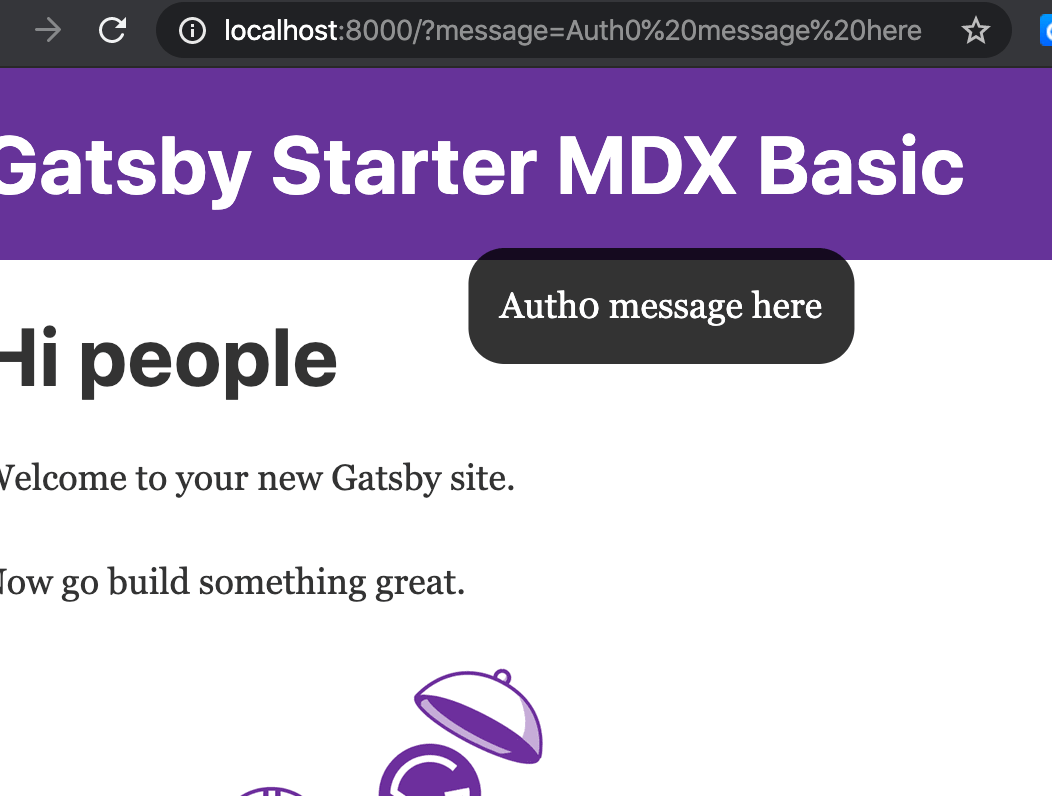 localhost:8000/?message=Auth0%20message%20here
Gatsby Starter MDX Basic
Auth0 message here
Hi people
Welcome to your new Gatsby site.
Now go build something great.